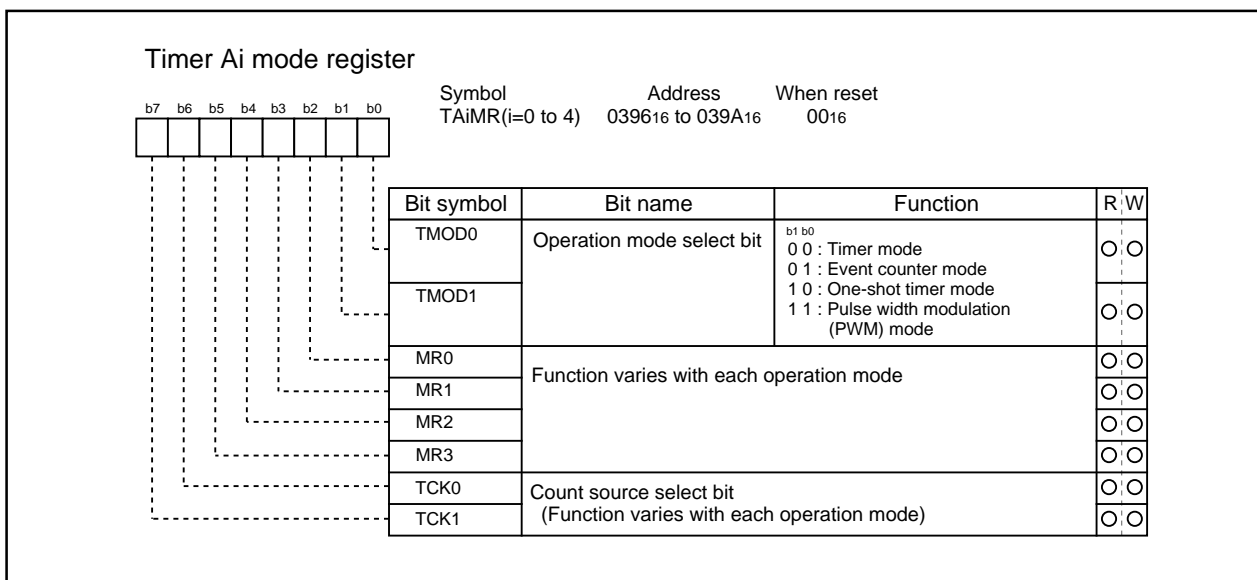 Timer Ai mode register
Symbol Address When reset
TAiMR(i=0 to 4) 039616 to 039A16 0016
b7 b6 b5 b4 b3 b2 b1 b0
Bit symbol Bit name Function R W
TMOD0 Operation mode select bit b1 b0
0 0 : Timer mode
0 1 : Event counter mode
TMOD1 1 0 : One-shot timer mode
1 1 : Pulse width modulation
(PWM) mode
MR0 Function varies with each operation mode
MR1
MR2
MR3
TCK0 Count source select bit
TCK1 (Function varies with each operation mode)